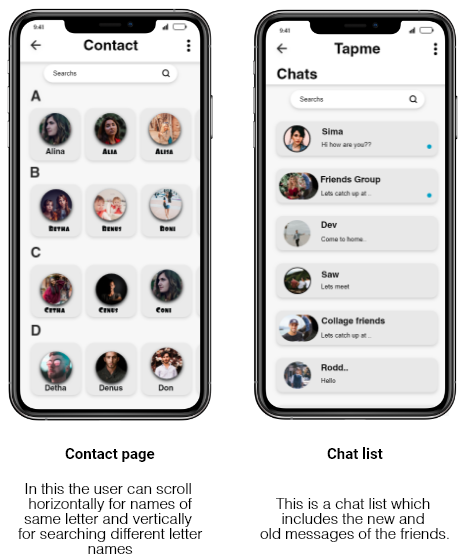 9:41
Contact
Searchs
A
Alina
ALIA
ALISA
B
BETHA
BENUS
BONI
C
CETHA
CENUS
CONI
D
Detha
Denus
Don
9:41
Tapme
Chats
Searchs
Sima
Hi how are you??
Friends Group
Lets catch up at ..
Dev
Come to home..
Saw
Lets meet
Collage friends
Lets catch up at ..
Rodd..
Hello
Contact page
In this the user can scroll
horizontally for names of
same letter and vertically
for searching different letter
names
Chat list
This is a chat list which
includes the new and
old messages of the friends.